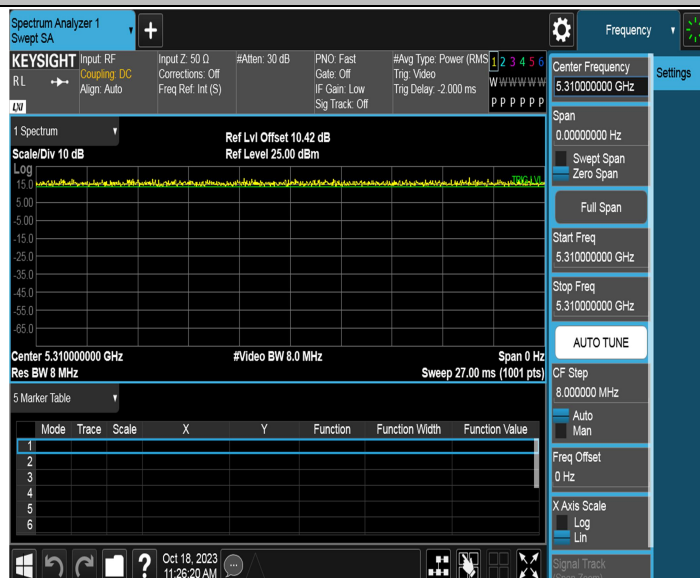 Spectrum Analyzer 1
Swept SA
+
Frequency
KEYSIGHT
RL
LXI
Input: RF
Coupling: DC
Align: Auto
Input Z: 50 Ω
Corrections: Off
Freq Ref: Int (S)
#Atten: 30 dB
PNO: Fast
Gate: Off
IF Gain: Low
Sig Track: Off
#Avg Type: Power (RMS
Trig: Video
Trig Delay: -2.000 ms
1 2 3 4 5 6
W W W W W W
P P P P P P
1 Spectrum
Scale/Div 10 dB
Ref Lvl Offset 10.42 dB
Ref Level 25.00 dBm
Log
15.0
TRIG LVL
5.00
-5.00
-15.0
-25.0
-35.0
-45.0
-55.0
-65.0
Center 5.310000000 GHz
#Video BW 8.0 MHz
Span 0 Hz
Res BW 8 MHz
Sweep 27.00 ms (1001 pts)
5 Marker Table
Mode Trace Scale X Y Function Function Width Function Value
1
2
3
4
5
6
?
Oct 18, 2023
11:26:20 AM
Center Frequency
5.310000000 GHz
Settings
Span
0.00000000 Hz
Swept Span
Zero Span
Full Span
Start Freq
5.310000000 GHz
Stop Freq
5.310000000 GHz
AUTO TUNE
CF Step
8.000000 MHz
Auto
Man
Freq Offset
0 Hz
X Axis Scale
Log
Lin
Signal Track
(Span Zoom)